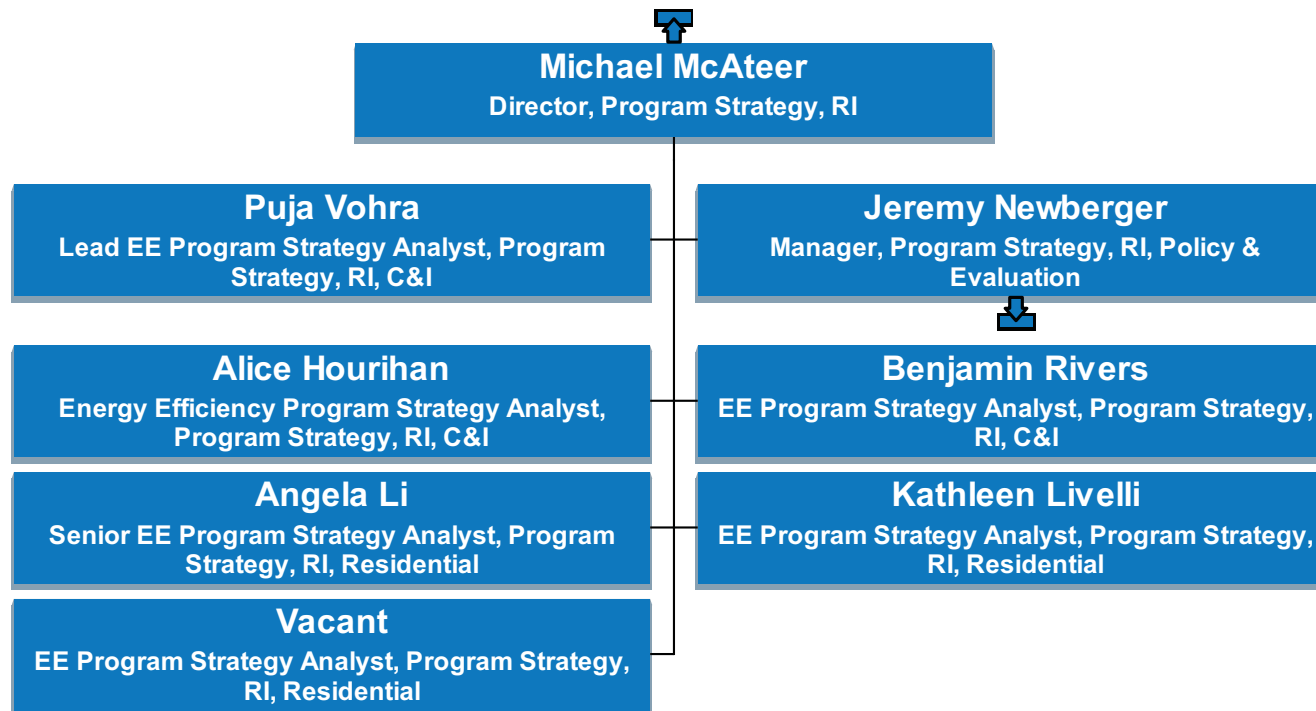 Michael McAteer
Director, Program Strategy, RI
Puja Vohra
Lead EE Program Strategy Analyst, Program
Strategy, RI, C&I
Jeremy Newberger
Manager, Program Strategy, RI, Policy &
Evaluation
Alice Hourihan
Energy Efficiency Program Strategy Analyst,
Program Strategy, RI, C&I
Benjamin Rivers
EE Program Strategy Analyst, Program Strategy,
RI, C&I
Angela Li
Senior EE Program Strategy Analyst, Program
Strategy, RI, Residential
Kathleen Livelli
EE Program Strategy Analyst, Program Strategy,
RI, Residential
Vacant
EE Program Strategy Analyst, Program Strategy,
RI, Residential